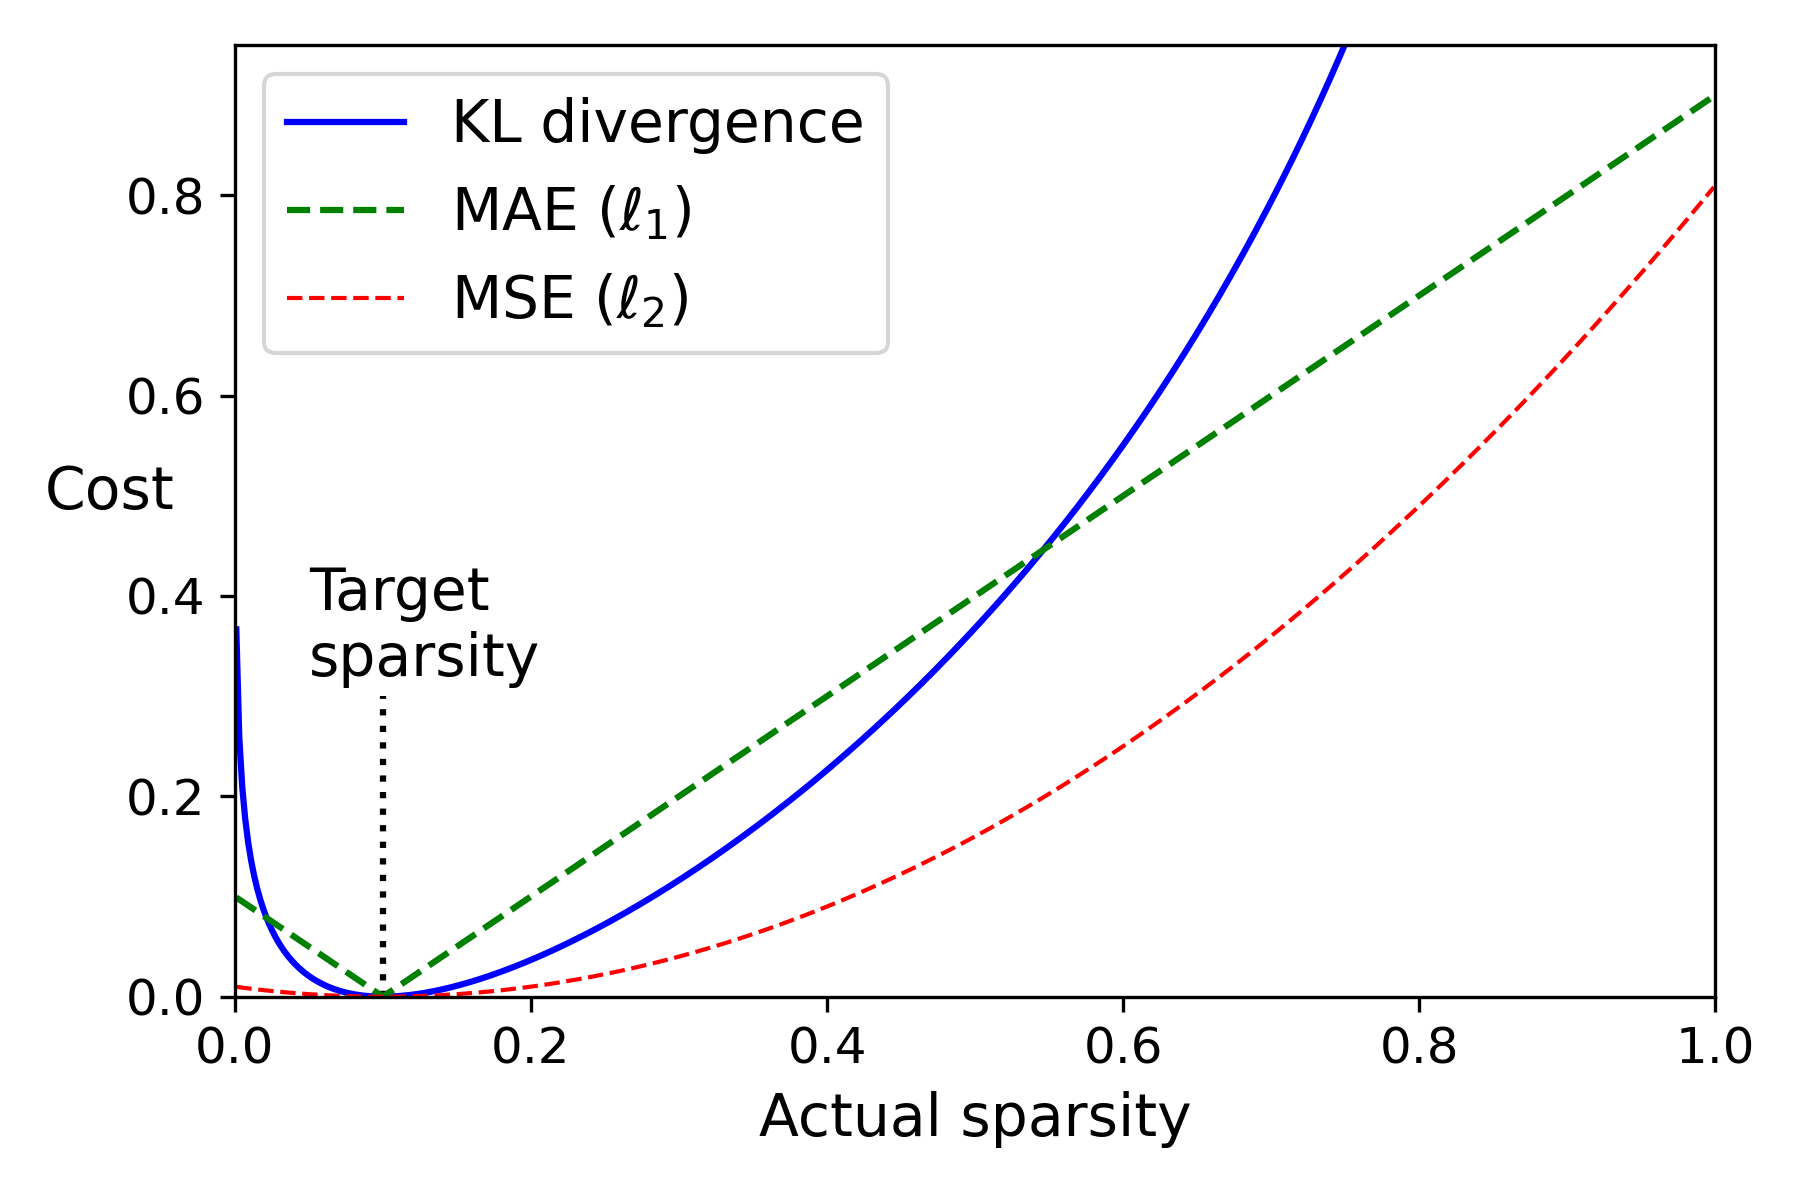 KL divergence
MAE (ℓ₁)
MSE (ℓ₂)
0.8
0.6
Cost
0.4
Target
sparsity
0.2
0.0
0.0 0.2 0.4 0.6 0.8 1.0
Actual sparsity